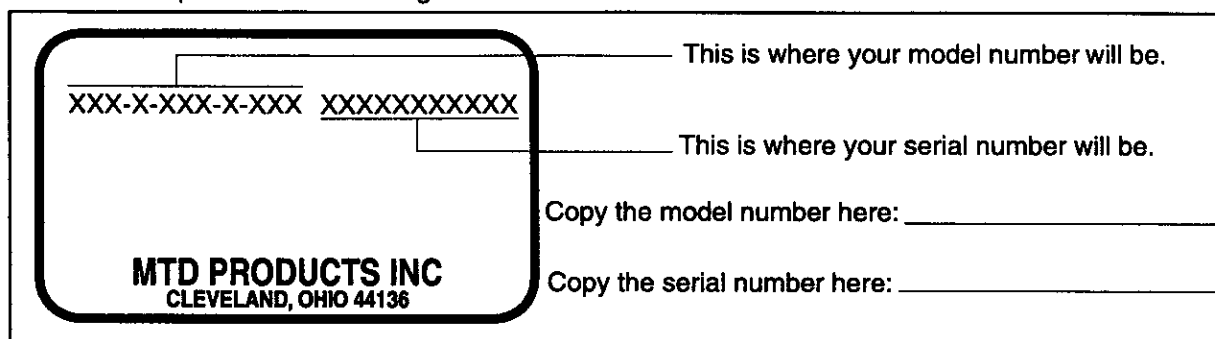 This is where your model number will be.
XXX-X-XXX-X-XXX XXXXXXXXXXX
This is where your serial number will be.
Copy the model number here:
MTD PRODUCTS INC
CLEVELAND, OHIO 44136
Copy the serial number here: